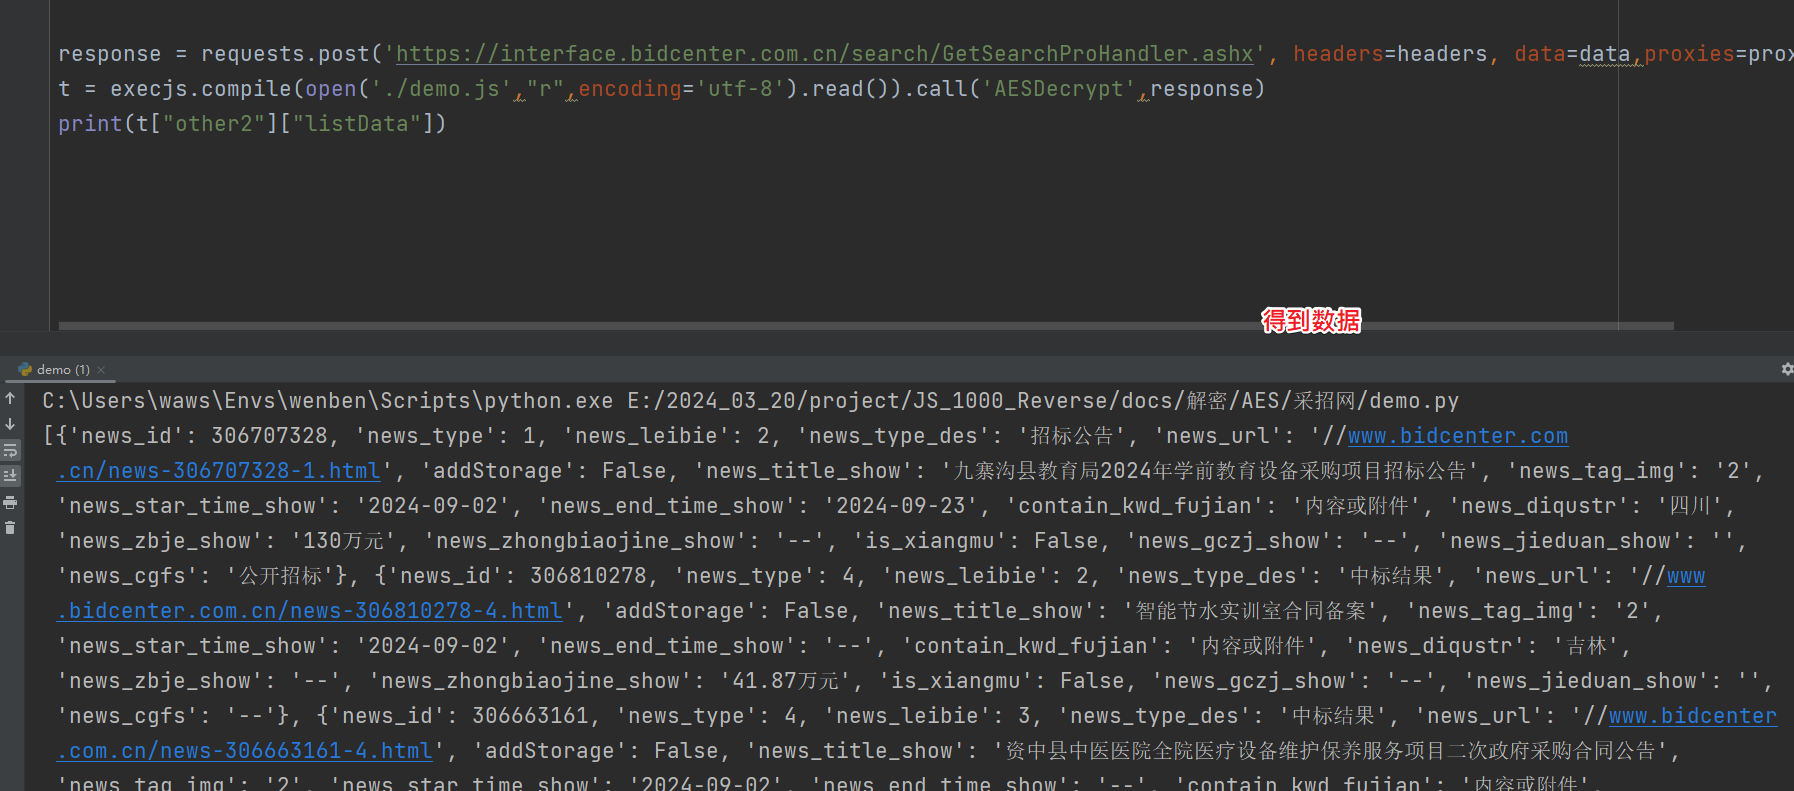 response = requests.post('https://interface.bidcenter.com.cn/search/GetSearchProHandler.ashx', headers=headers, data=data,proxies=prox
t = execjs.compile(open('./demo.js',"r",encoding='utf-8').read()).call('AESDecrypt',response)
print(t["other2"]["listData"])
得到数据
demo (1)
C:\Users\waws\Envs\wenben\Scripts\python.exe E:/2024_03_20/project/JS_1000_Reverse/docs/解密/AES/采招网/demo.py
[{'news_id': 306707328, 'news_type': 1, 'news_leibie': 2, 'news_type_des': '招标公告', 'news_url': '//www.bidcenter.com
.cn/news-306707328-1.html', 'addStorage': False, 'news_title_show': '九寨沟县教育局2024年学前教育设备采购项目招标公告', 'news_tag_img': '2',
'news_star_time_show': '2024-09-02', 'news_end_time_show': '2024-09-23', 'contain_kwd_fujian': '内容或附件', 'news_diqustr': '四川',
'news_zbje_show': '130万元', 'news_zhongbiaojine_show': '--', 'is_xiangmu': False, 'news_gczj_show': '--', 'news_jieduan_show': '',
'news_cgfs': '公开招标'}, {'news_id': 306810278, 'news_type': 4, 'news_leibie': 2, 'news_type_des': '中标结果', 'news_url': '//www
.bidcenter.com.cn/news-306810278-4.html', 'addStorage': False, 'news_title_show': '智能节水实训室合同备案', 'news_tag_img': '2',
'news_star_time_show': '2024-09-02', 'news_end_time_show': '--', 'contain_kwd_fujian': '内容或附件', 'news_diqustr': '吉林',
'news_zbje_show': '--', 'news_zhongbiaojine_show': '41.87万元', 'is_xiangmu': False, 'news_gczj_show': '--', 'news_jieduan_show': '',
'news_cgfs': '--'}, {'news_id': 306663161, 'news_type': 4, 'news_leibie': 3, 'news_type_des': '中标结果', 'news_url': '//www.bidcenter
.com.cn/news-306663161-4.html', 'addStorage': False, 'news_title_show': '资中县中医医院全院医疗设备维护保养服务项目二次政府采购合同公告',
'news_tag_img': '2', 'news_star_time_show': '2024-09-02', 'news_end_time_show': '--', 'contain_kwd_fujian': '内容或附件',